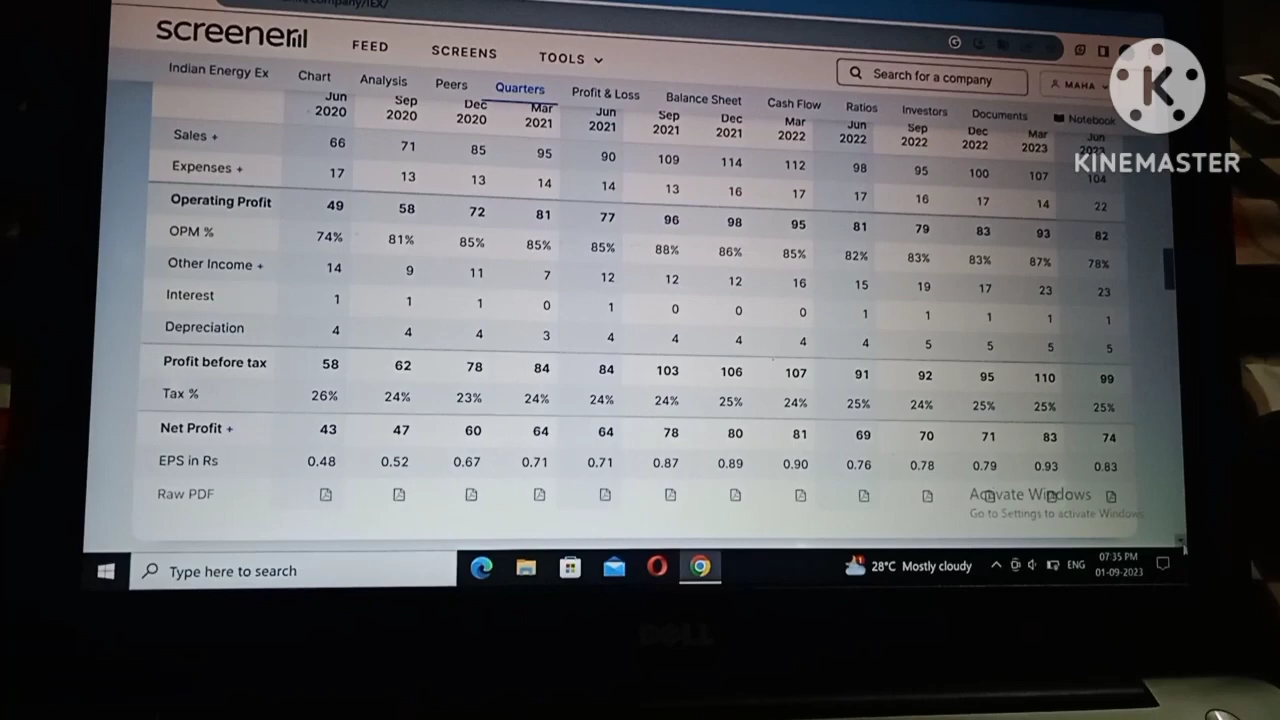 company/IEX/
screener
FEED SCREENS TOOLS
Search for a company
MAHA
Indian Energy Ex Chart Analysis Peers Quarters Profit & Loss Balance Sheet Cash Flow Ratios Investors Documents Notebook
Jun 2020 Sep 2020 Dec 2020 Mar 2021 Jun 2021 Sep 2021 Dec 2021 Mar 2022 Jun 2022 Sep 2022 Dec 2022 Mar 2023 Jun 2023
Sales + 66 71 85 95 90 109 114 112 98 95 100 107 104
Expenses + 17 13 13 14 14 13 16 17 17 16 17 14 22
Operating Profit 49 58 72 81 77 96 98 95 81 79 83 93 82
OPM % 74% 81% 85% 85% 85% 88% 86% 85% 82% 83% 83% 87% 78%
Other Income + 14 9 11 7 12 12 12 16 15 19 17 23 23
Interest 1 1 1 0 1 0 0 0 1 1 1 1 1
Depreciation 4 4 4 3 4 4 4 4 4 5 5 5 5
Profit before tax 58 62 78 84 84 103 106 107 91 92 95 110 99
Tax % 26% 24% 23% 24% 24% 24% 25% 24% 25% 24% 25% 25% 25%
Net Profit + 43 47 60 64 64 78 80 81 69 70 71 83 74
EPS in Rs 0.48 0.52 0.67 0.71 0.71 0.87 0.89 0.90 0.76 0.78 0.79 0.93 0.83
Raw PDF
Activate Windows
Go to Settings to activate Windows
Type here to search
28°C Mostly cloudy
ENG
07:35 PM
01-09-2023
DELL
K
KINEMASTER